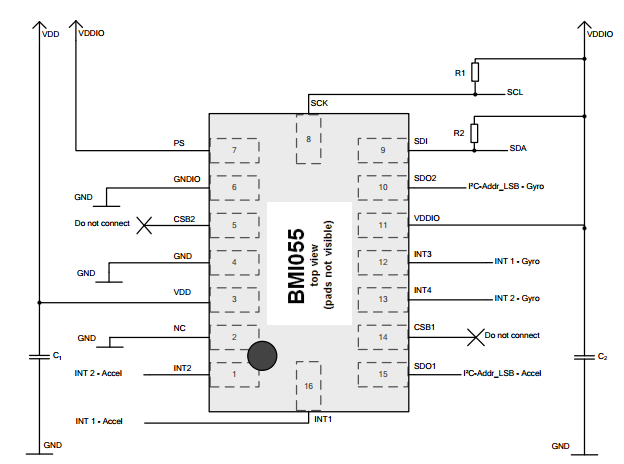 VDD
VDDIO
VDDIO
R1
SCL
SCK
R2
SDA
PS
7
8
9
SDI
GNDIO
GND
6
10
SDO2
I²C-Addr_LSB - Gyro
Do not connect
CSB2
5
11
VDDIO
GND
GND
4
12
INT3
INT 1 - Gyro
VDD
3
13
INT4
INT 2 - Gyro
BMI055
top view
(pads not visible)
NC
GND
2
14
CSB1
Do not connect
C₁
C₂
INT 2 - Accel
INT2
1
16
15
SDO1
I²C-Addr_LSB - Accel
INT 1 - Accel
INT1
GND
GND